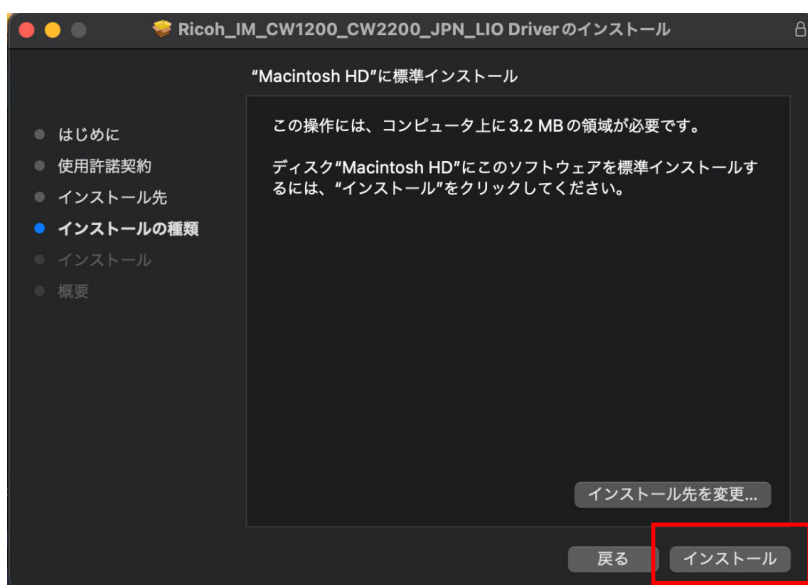 Ricoh_IM_CW1200_CW2200_JPN_LIO Driverのインストール
“Macintosh HD”に標準インストール
はじめに
使用許諾契約
インストール先
インストールの種類
インストール
概要
この操作には、コンピュータ上に3.2 MBの領域が必要です。
ディスク“Macintosh HD”にこのソフトウェアを標準インストールす
るには、“インストール”をクリックしてください。
インストール先を変更...
戻る
インストール